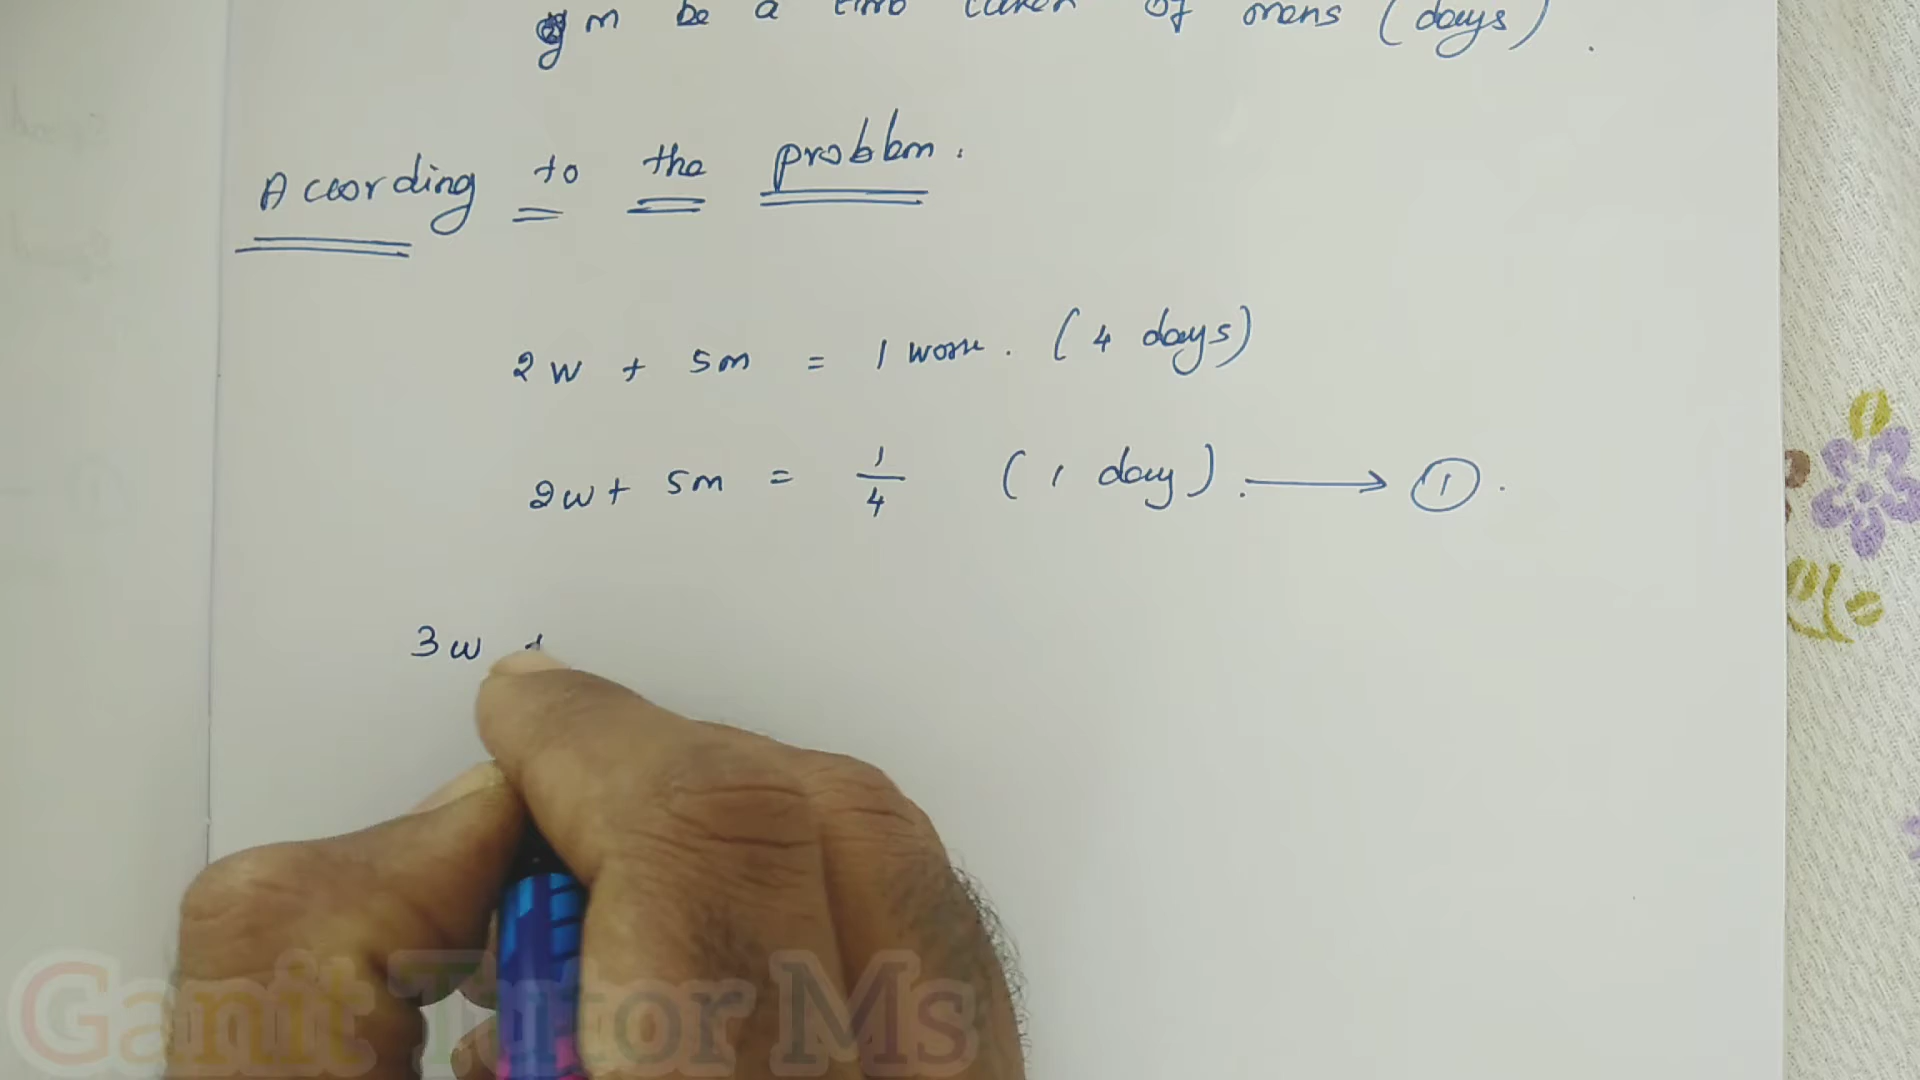 m be a taken of mens (days).
According to the problem.
2w + 5m = 1 work. (4 days)
2w + 5m = 1/4 (1 day). → ①.
3w +
Ganit Tutor Ms